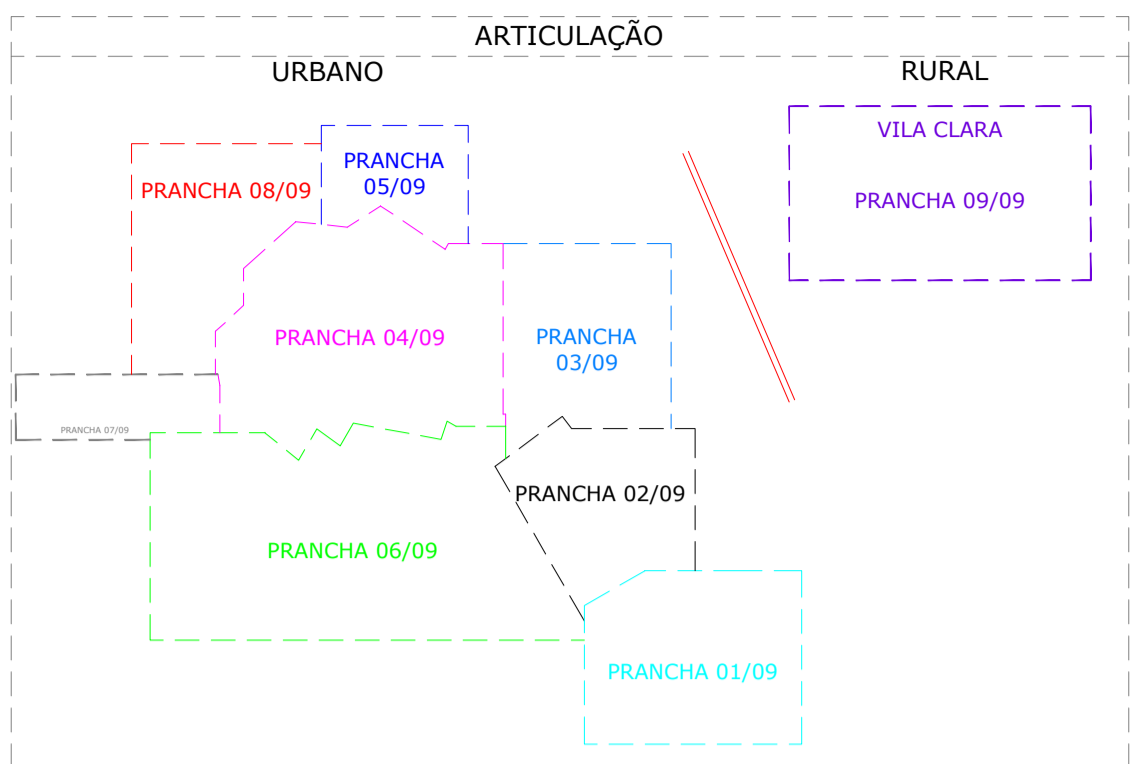 ARTICULAÇÃO
URBANO
RURAL
VILA CLARA
PRANCHA 09/09
PRANCHA
05/09
PRANCHA 08/09
PRANCHA 04/09
PRANCHA
03/09
PRANCHA 07/09
PRANCHA 02/09
PRANCHA 06/09
PRANCHA 01/09